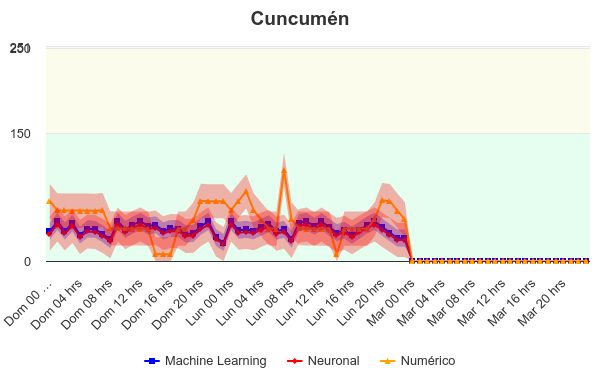 Cuncumén
250
231
150
0
Dom 00 ...
Dom 04 hrs
Dom 08 hrs
Dom 12 hrs
Dom 16 hrs
Dom 20 hrs
Lun 00 hrs
Lun 04 hrs
Lun 08 hrs
Lun 12 hrs
Lun 16 hrs
Lun 20 hrs
Mar 00 hrs
Mar 04 hrs
Mar 08 hrs
Mar 12 hrs
Mar 16 hrs
Mar 20 hrs
Machine Learning Neuronal Numérico